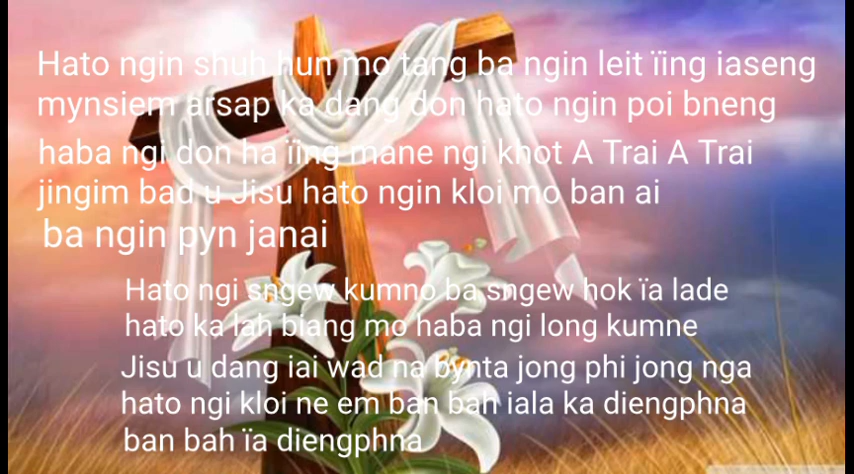 Hato ngin shuh hun mo tang ba ngin leit ïing iaseng
mynsiem arsap ka dang don hato ngin poi bneng
haba ngi don ha ïing mane ngi khot A Trai A Trai
jingim bad u Jisu hato ngin kloi mo ban ai
ba ngin pyn janai
Hato ngi sngew kumno ba sngew hok ïa lade
hato ka lah biang mo haba ngi long kumne
Jisu u dang iai wad na bynta jong phi jong nga
hato ngi kloi ne em ban bah iala ka diengphna
ban bah ïa diengphna